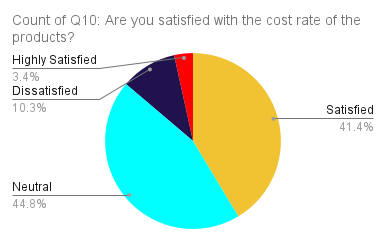 Count of Q10: Are you satisfied with the cost rate of the
products?
Highly Satisfied
3.4%
Dissatisfied
10.3%
Satisfied
41.4%
Neutral
44.8%